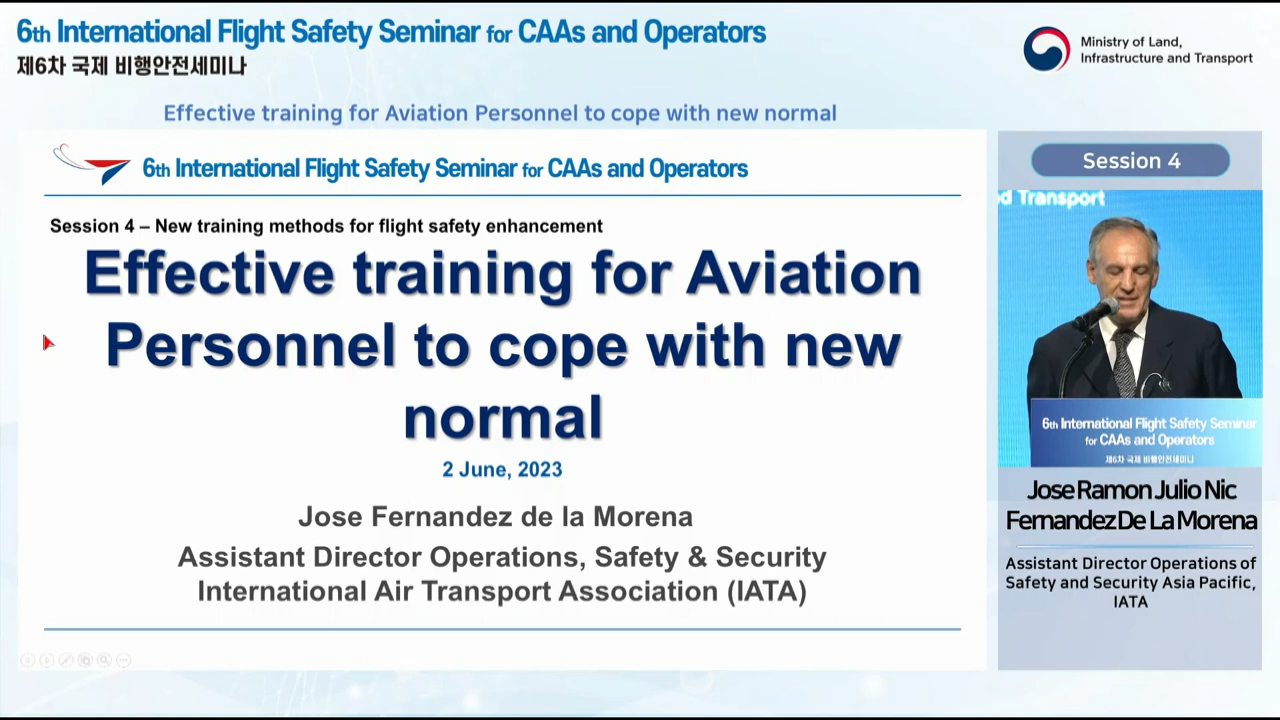 6th International Flight Safety Seminar for CAAs and Operators
제6차 국제 비행안전세미나
Ministry of Land,
Infrastructure and Transport
Effective training for Aviation Personnel to cope with new normal
6th International Flight Safety Seminar for CAAs and Operators
Session 4 – New training methods for flight safety enhancement
Effective training for Aviation
Personnel to cope with new
normal
2 June, 2023
Jose Fernandez de la Morena
Assistant Director Operations, Safety & Security
International Air Transport Association (IATA)
Session 4
d Transport
6th International Flight Safety Seminar
for CAAs and Operators
제6차 국제 비행안전세미나
Jose Ramon Julio Nic
Fernandez De La Morena
Assistant Director Operations of
Safety and Security Asia Pacific,
IATA